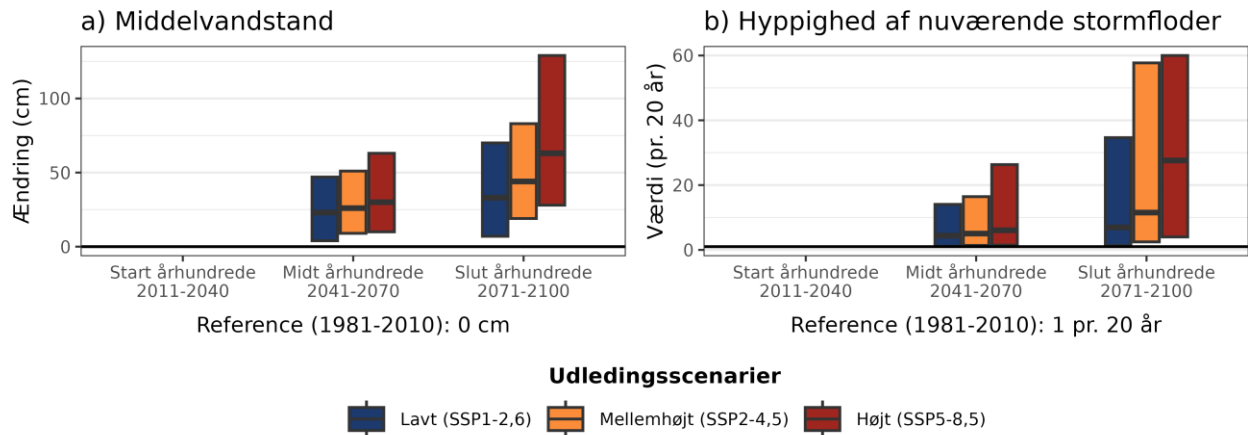 a) Middelvandstand
Ændring (cm)
100
50
0
Start århundrede
2011-2040
Midt århundrede
2041-2070
Slut århundrede
2071-2100
Reference (1981-2010): 0 cm
b) Hyppighed af nuværende stormfloder
Værdi (pr. 20 år)
60
40
20
0
Start århundrede
2011-2040
Midt århundrede
2041-2070
Slut århundrede
2071-2100
Reference (1981-2010): 1 pr. 20 år
Udledingsscenarier
Lavt (SSP1-2,6)
Mellemhøjt (SSP2-4,5)
Højt (SSP5-8,5)